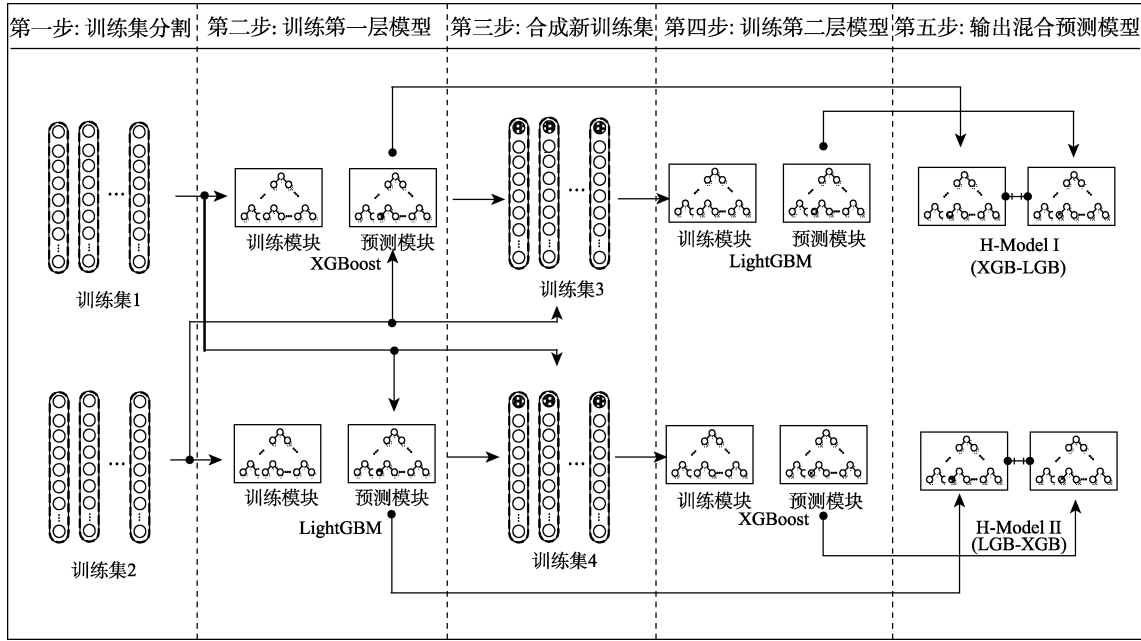 第一步: 训练集分割
第二步: 训练第一层模型
第三步: 合成新训练集
第四步: 训练第二层模型
第五步: 输出混合预测模型
训练集1
训练模块
预测模块
XGBoost
训练集3
训练模块
预测模块
LightGBM
H-Model I
(XGB-LGB)
训练集2
训练模块
预测模块
LightGBM
训练集4
训练模块
预测模块
XGBoost
H-Model II
(LGB-XGB)